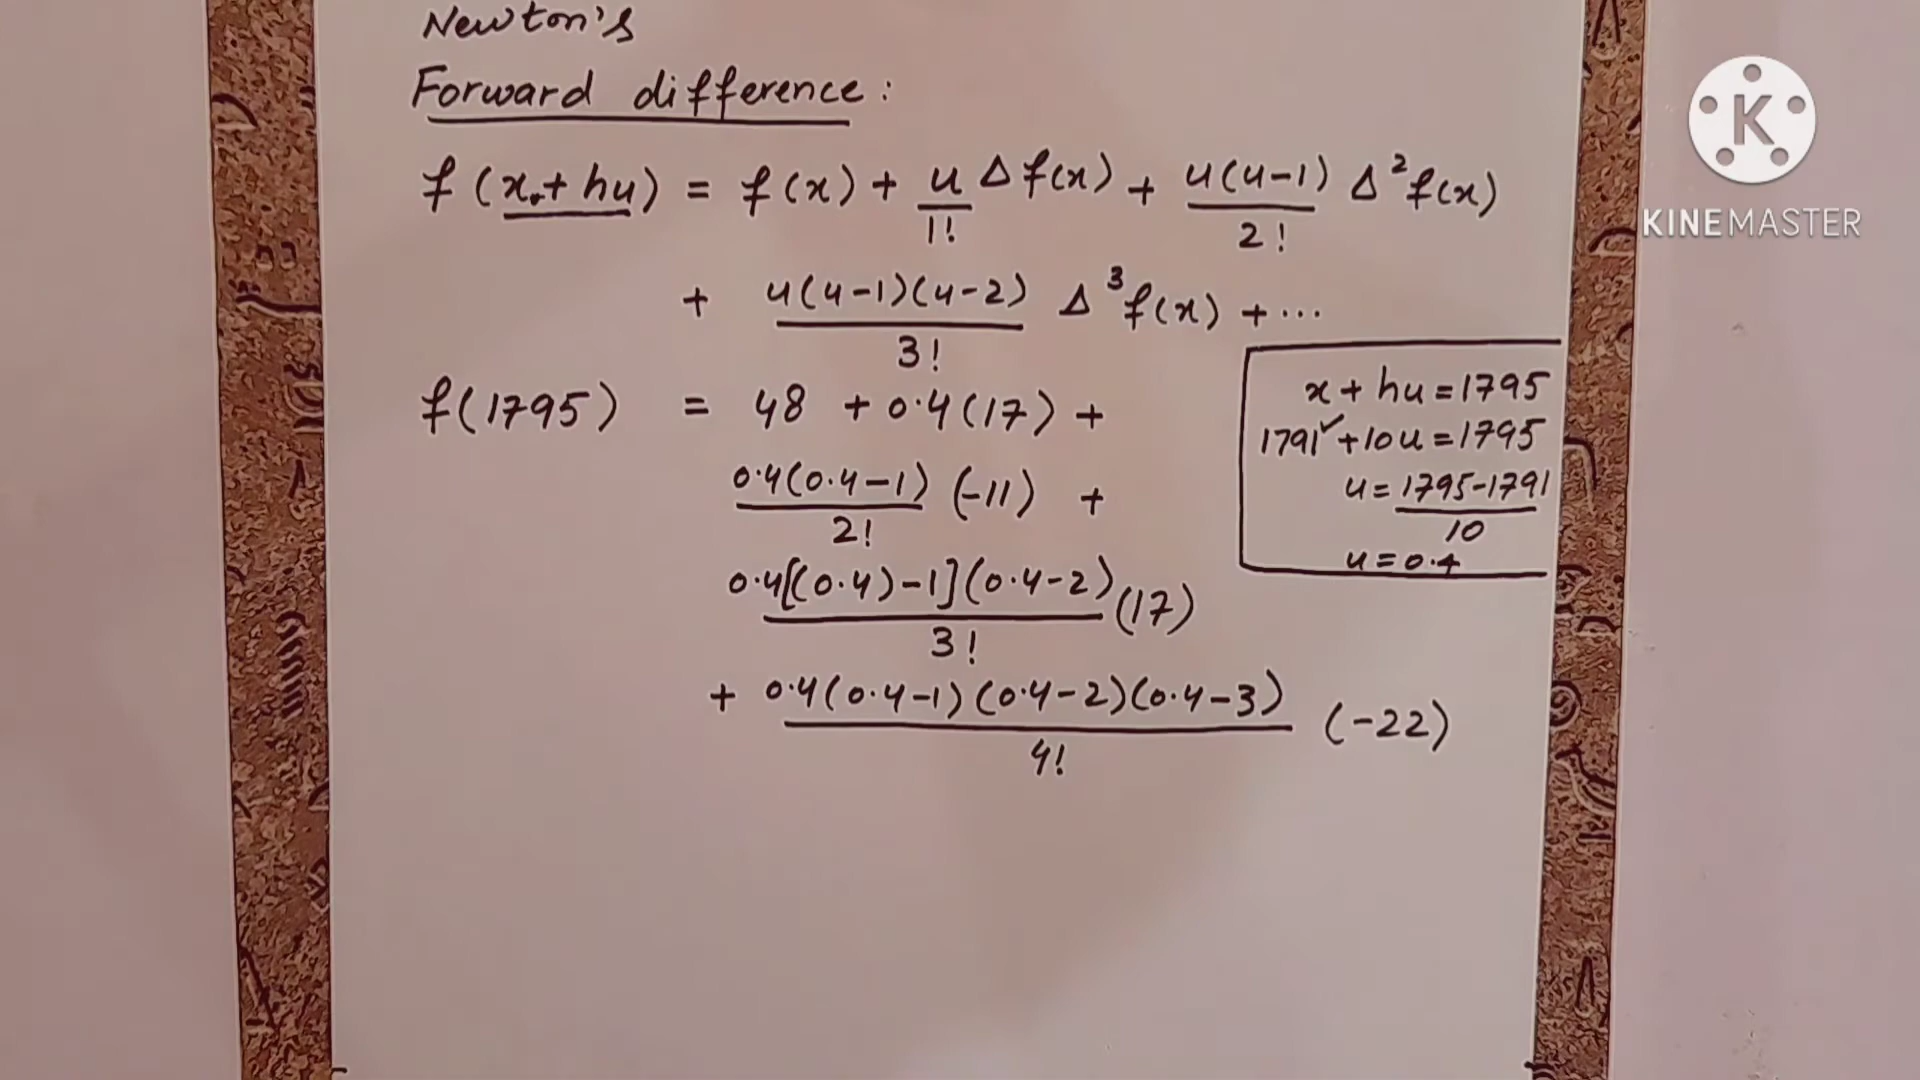 Newton's
Forward difference:
f(x.+hu) = f(x) + u/1! Δf(x) + u(u-1)/2! Δ²f(x)
+ u(u-1)(u-2)/3! Δ³f(x) + ...
f(1795) = 48 + 0.4(17) +
0.4(0.4-1)/2! (-11) +
0.4[(0.4)-1](0.4-2)/3! (17)
+ 0.4(0.4-1)(0.4-2)(0.4-3)/4! (-22)
x+hu=1795
1791✓+10u=1795
u=1795-1791/10
u=0.4
K
KINEMASTER